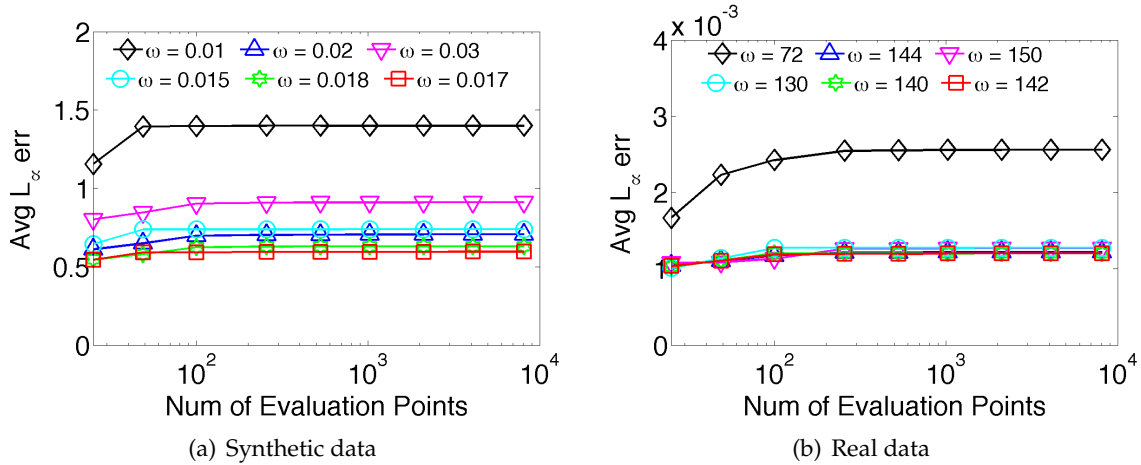 2
1.5
1
0.5
0
Avg Lα err
ω = 0.01 ω = 0.02 ω = 0.03
ω = 0.015 ω = 0.018 ω = 0.017
10² 10³ 10⁴
Num of Evaluation Points
(a) Synthetic data
4 x 10⁻³
3
2
1
0
Avg Lα err
ω = 72 ω = 144 ω = 150
ω = 130 ω = 140 ω = 142
10² 10³ 10⁴
Num of Evaluation Points
(b) Real data